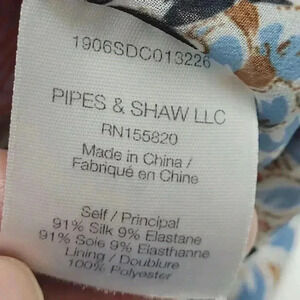 1906SDC013226
PIPES & SHAW LLC
RN155820
Made in China /
Fabriqué en Chine
Self / Principal
91% Silk 9% Elastane
91% Soie 9% Elasthanne
Lining / Doublure
100% Polyester